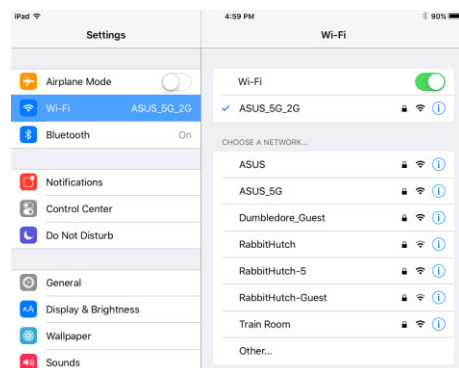 iPad 4:59 PM 90%
Settings
Wi-Fi
Airplane Mode
Wi-Fi ASUS_5G_2G
Bluetooth On
Notifications
Control Center
Do Not Disturb
General
AA Display & Brightness
Wallpaper
Sounds
Wi-Fi
ASUS_5G_2G
CHOOSE A NETWORK...
ASUS
ASUS_5G
Dumbledore_Guest
RabbitHutch
RabbitHutch-5
RabbitHutch-Guest
Train Room
Other...